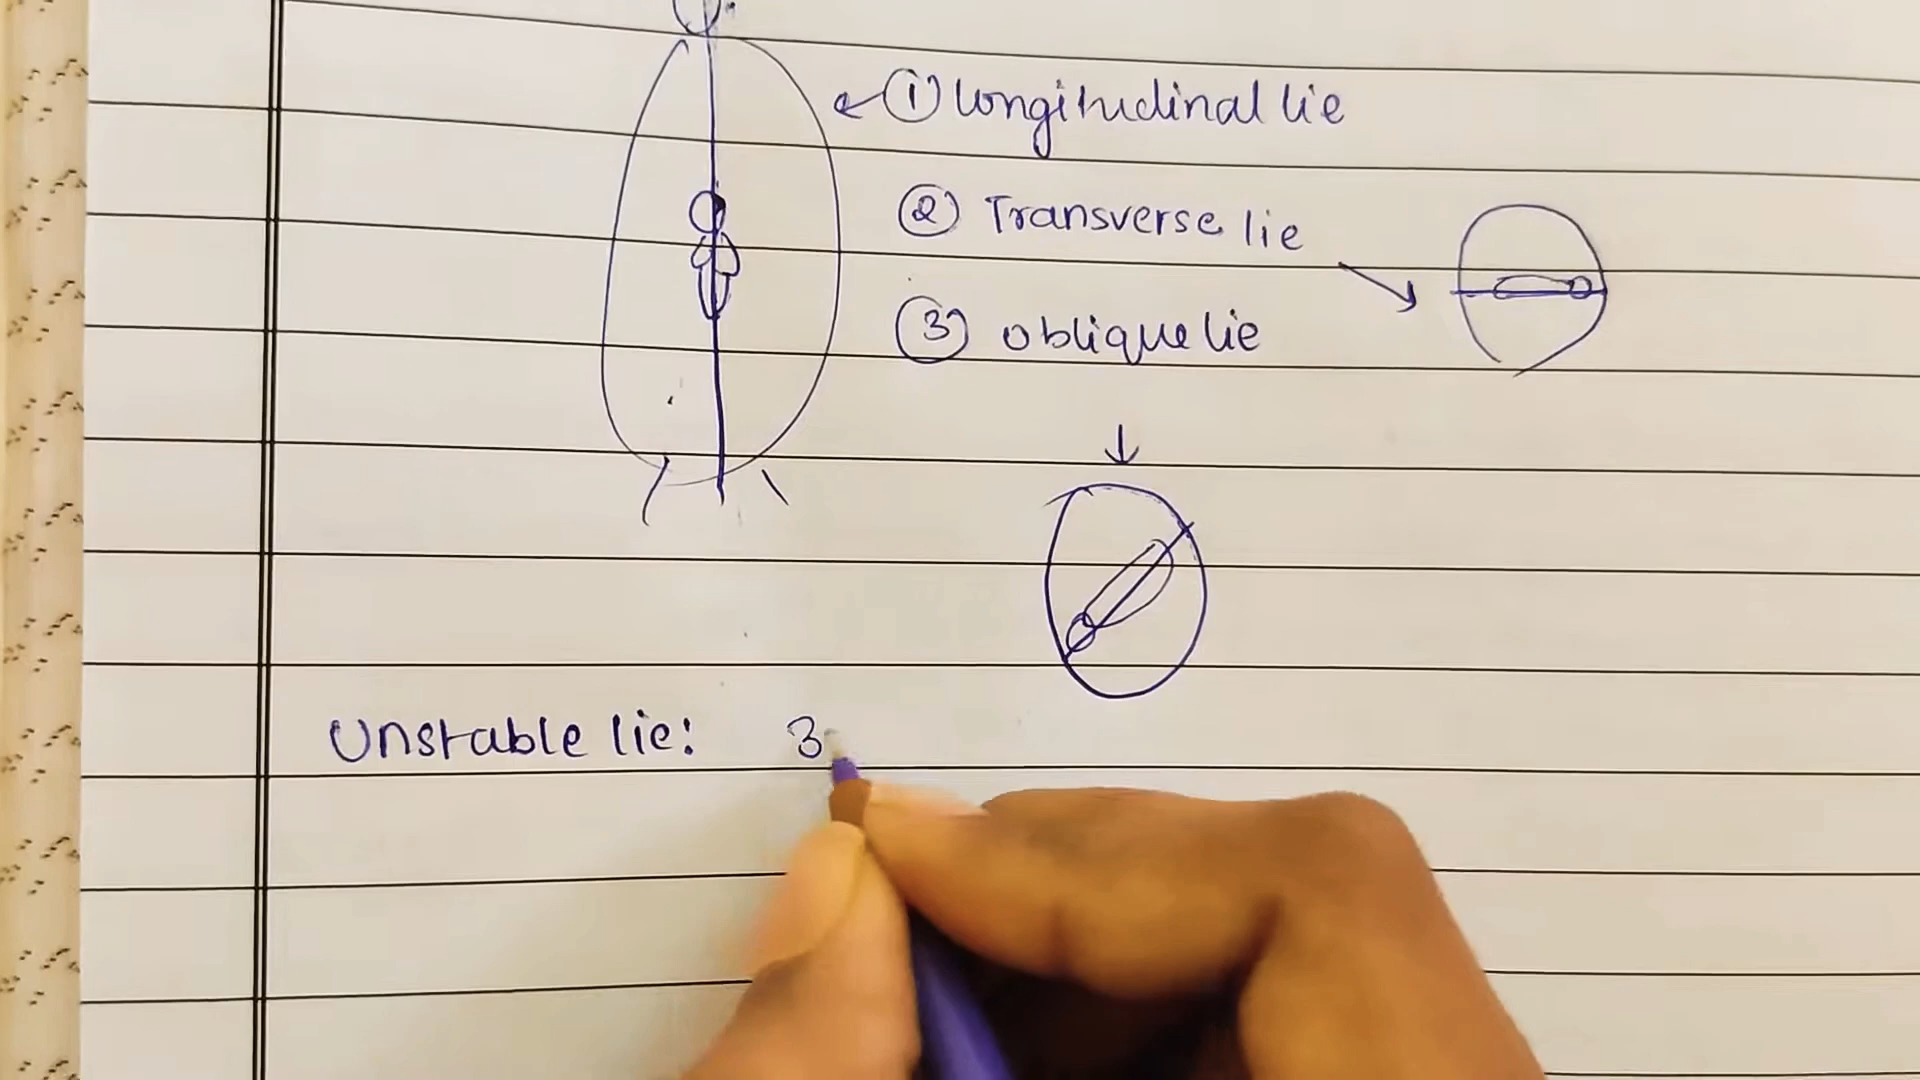 ① longitudinal lie
② Transverse lie
③ oblique lie
Unstable lie: 3